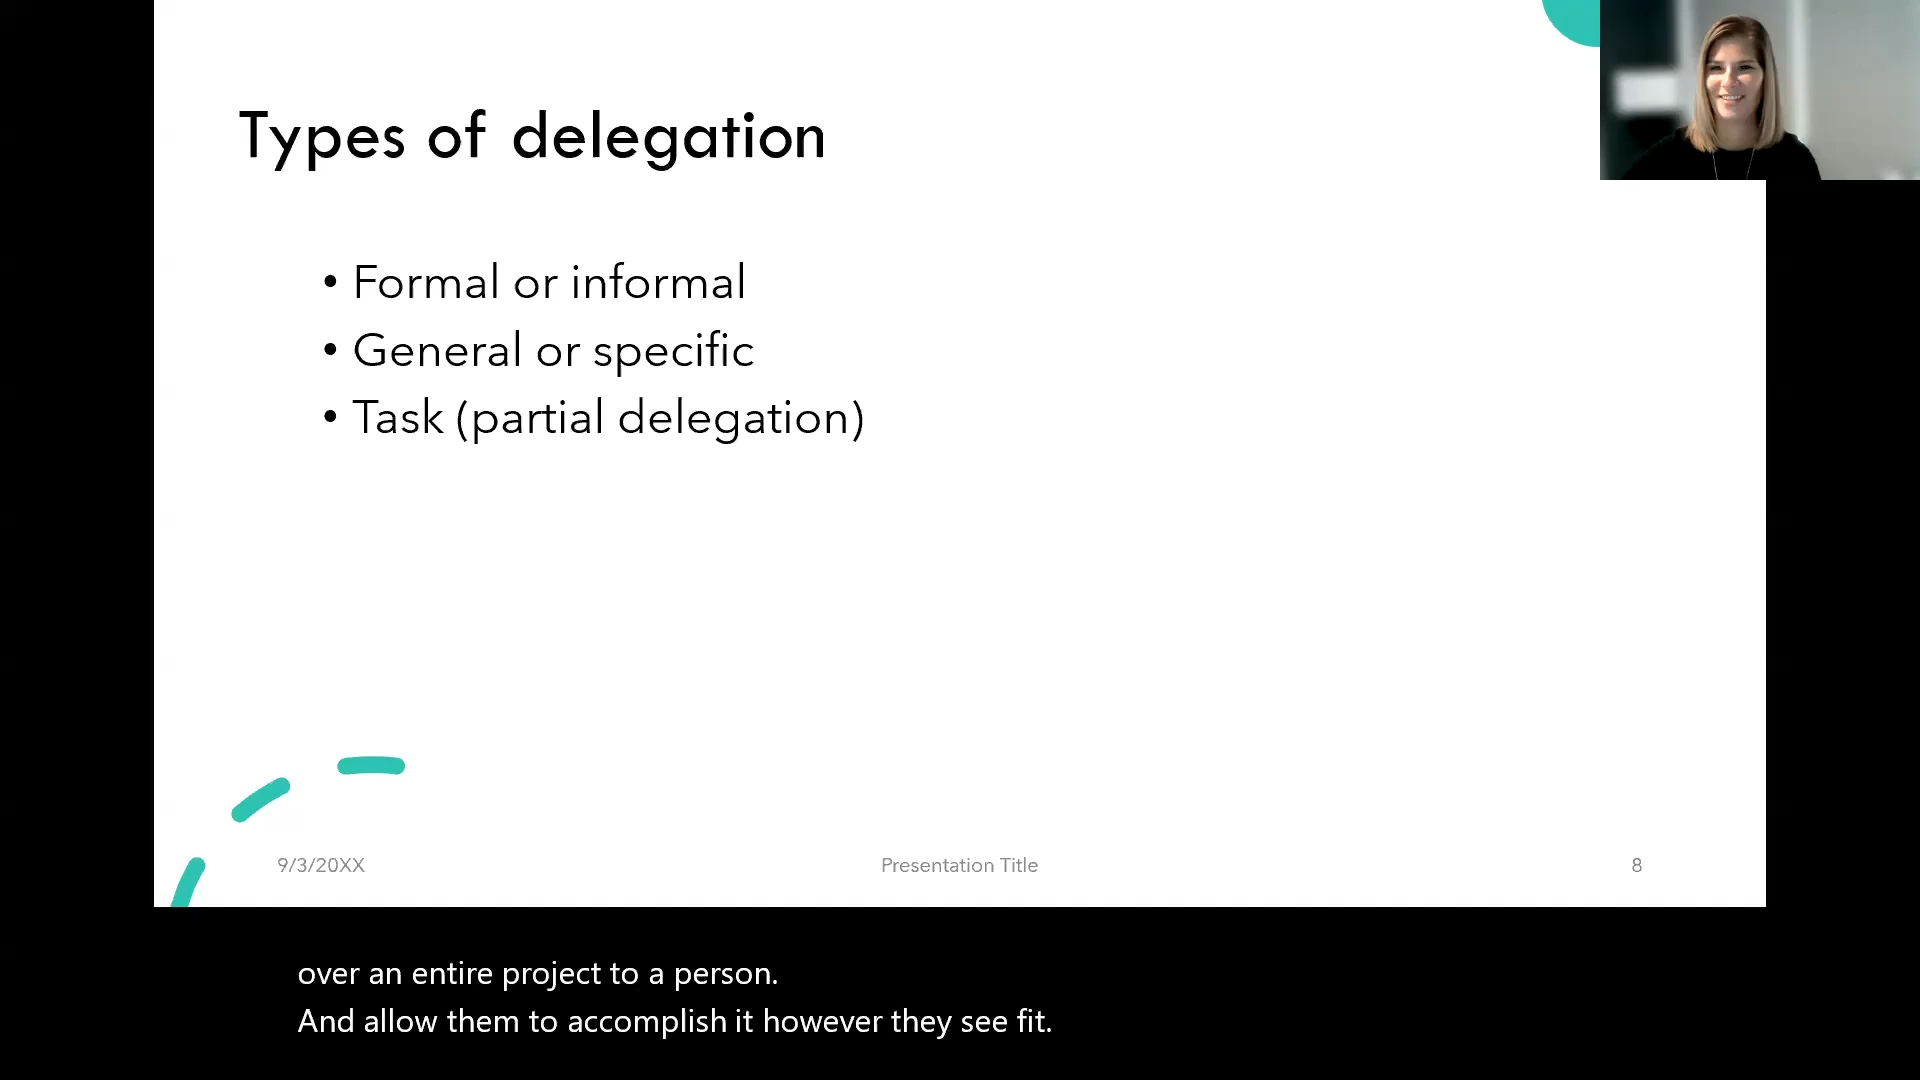 Types of delegation
• Formal or informal
• General or specific
• Task (partial delegation)
9/3/20XX
Presentation Title
8
over an entire project to a person.
And allow them to accomplish it however they see fit.